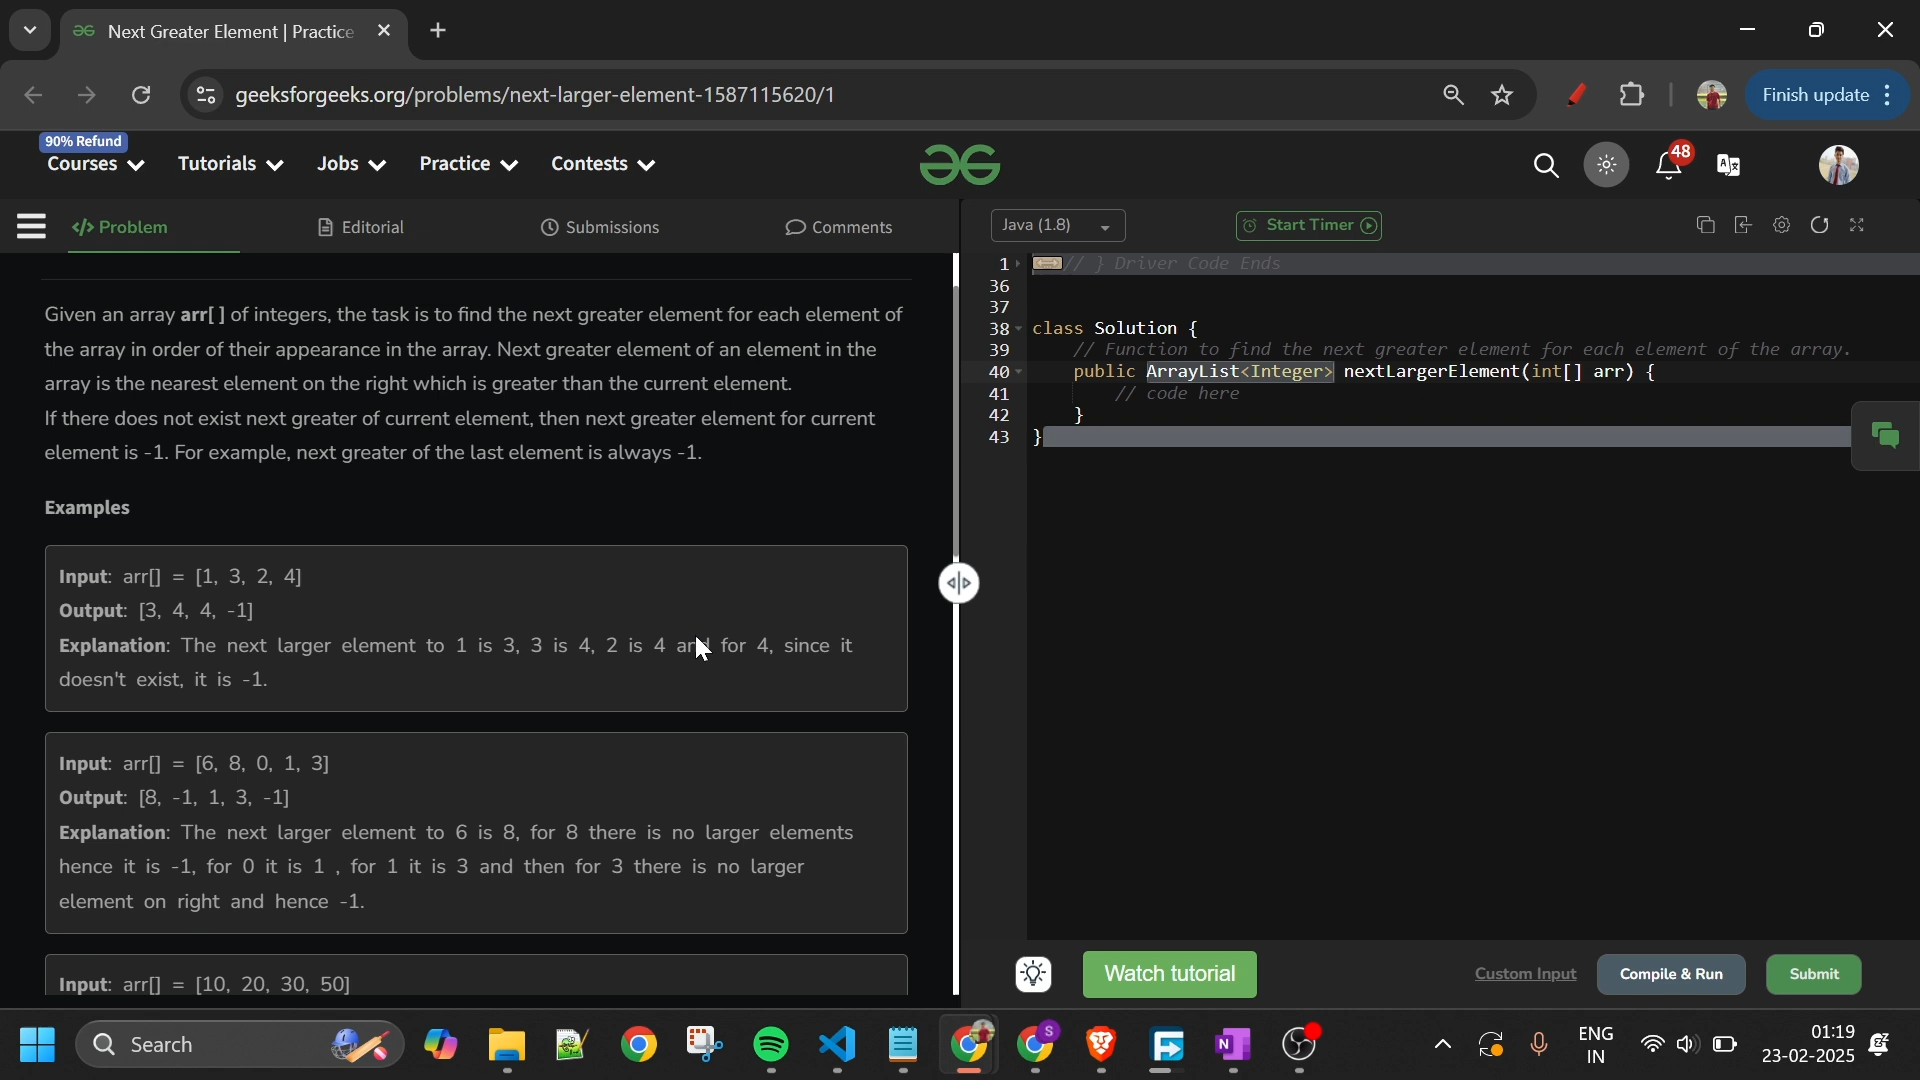 Next Greater Element | Practice
geeksforgeeks.org/problems/next-larger-element-1587115620/1
Finish update
90% Refund
Courses
Tutorials
Jobs
Practice
Contests
48
</> Problem
Editorial
Submissions
Comments
Java (1.8)
Start Timer
Given an array arr[ ] of integers, the task is to find the next greater element for each element of
the array in order of their appearance in the array. Next greater element of an element in the
array is the nearest element on the right which is greater than the current element.
If there does not exist next greater of current element, then next greater element for current
element is -1. For example, next greater of the last element is always -1.
Examples
Input: arr[] = [1, 3, 2, 4]
Output: [3, 4, 4, -1]
Explanation: The next larger element to 1 is 3, 3 is 4, 2 is 4 and for 4, since it
doesn't exist, it is -1.
Input: arr[] = [6, 8, 0, 1, 3]
Output: [8, -1, 1, 3, -1]
Explanation: The next larger element to 6 is 8, for 8 there is no larger elements
hence it is -1, for 0 it is 1 , for 1 it is 3 and then for 3 there is no larger
element on right and hence -1.
Input: arr[] = [10, 20, 30, 50]
1 // } Driver Code Ends
36
37
38 class Solution {
39 // Function to find the next greater element for each element of the array.
40 public ArrayList<Integer> nextLargerElement(int[] arr) {
41 // code here
42 }
43 }
Watch tutorial
Custom Input
Compile & Run
Submit
Search
S
N
ENG
IN
01:19
23-02-2025